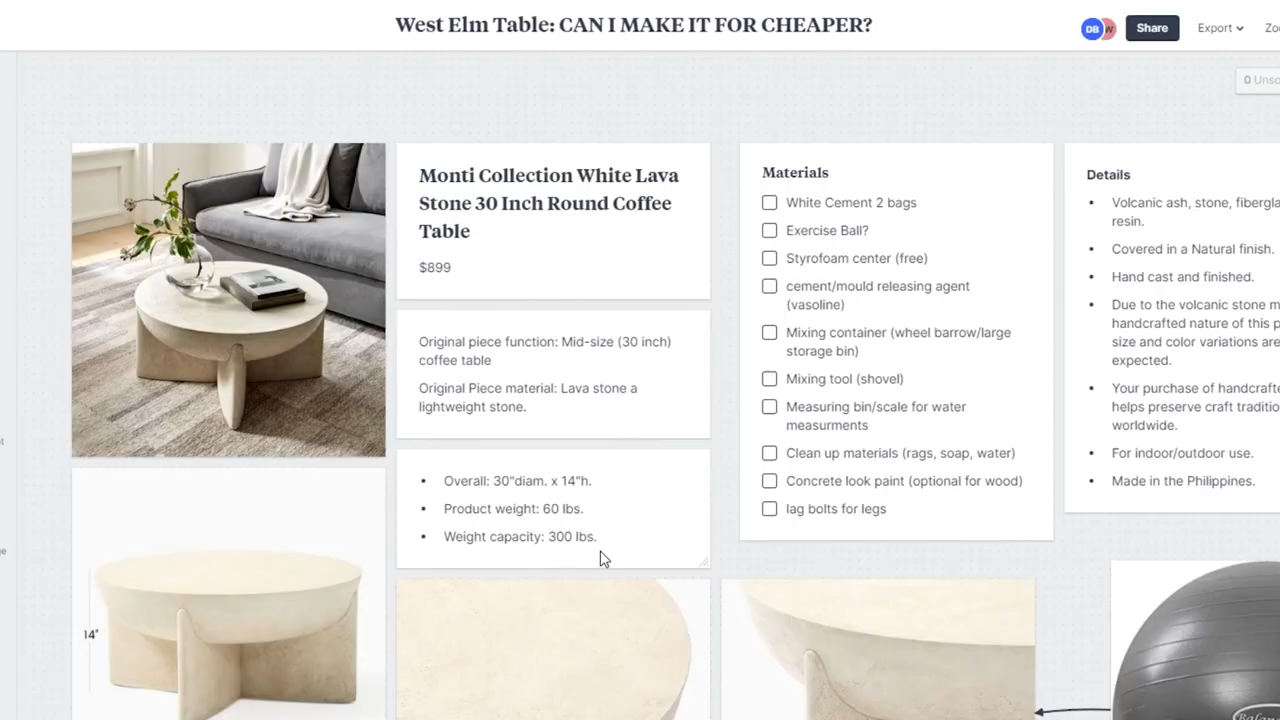 West Elm Table: CAN I MAKE IT FOR CHEAPER?
DB
W
Share
Export
0
Monti Collection White Lava
Stone 30 Inch Round Coffee
Table
$899
Original piece function: Mid-size (30 inch)
coffee table
Original Piece material: Lava stone a
lightweight stone.
• Overall: 30"diam. x 14"h.
• Product weight: 60 lbs.
• Weight capacity: 300 lbs.
14"
Materials
White Cement 2 bags
Exercise Ball?
Styrofoam center (free)
cement/mould releasing agent
(vasoline)
Mixing container (wheel barrow/large
storage bin)
Mixing tool (shovel)
Measuring bin/scale for water
measurments
Clean up materials (rags, soap, water)
Concrete look paint (optional for wood)
lag bolts for legs
Details
• Volcanic ash, stone,
resin.
• Covered in a Natural finish.
• Hand cast and finished.
• Due to the volcanic stone
handcrafted nature of this
size and color variations are
expected.
• Your purchase of
helps preserve craft
worldwide.
• For indoor/outdoor use.
• Made in the Philippines.